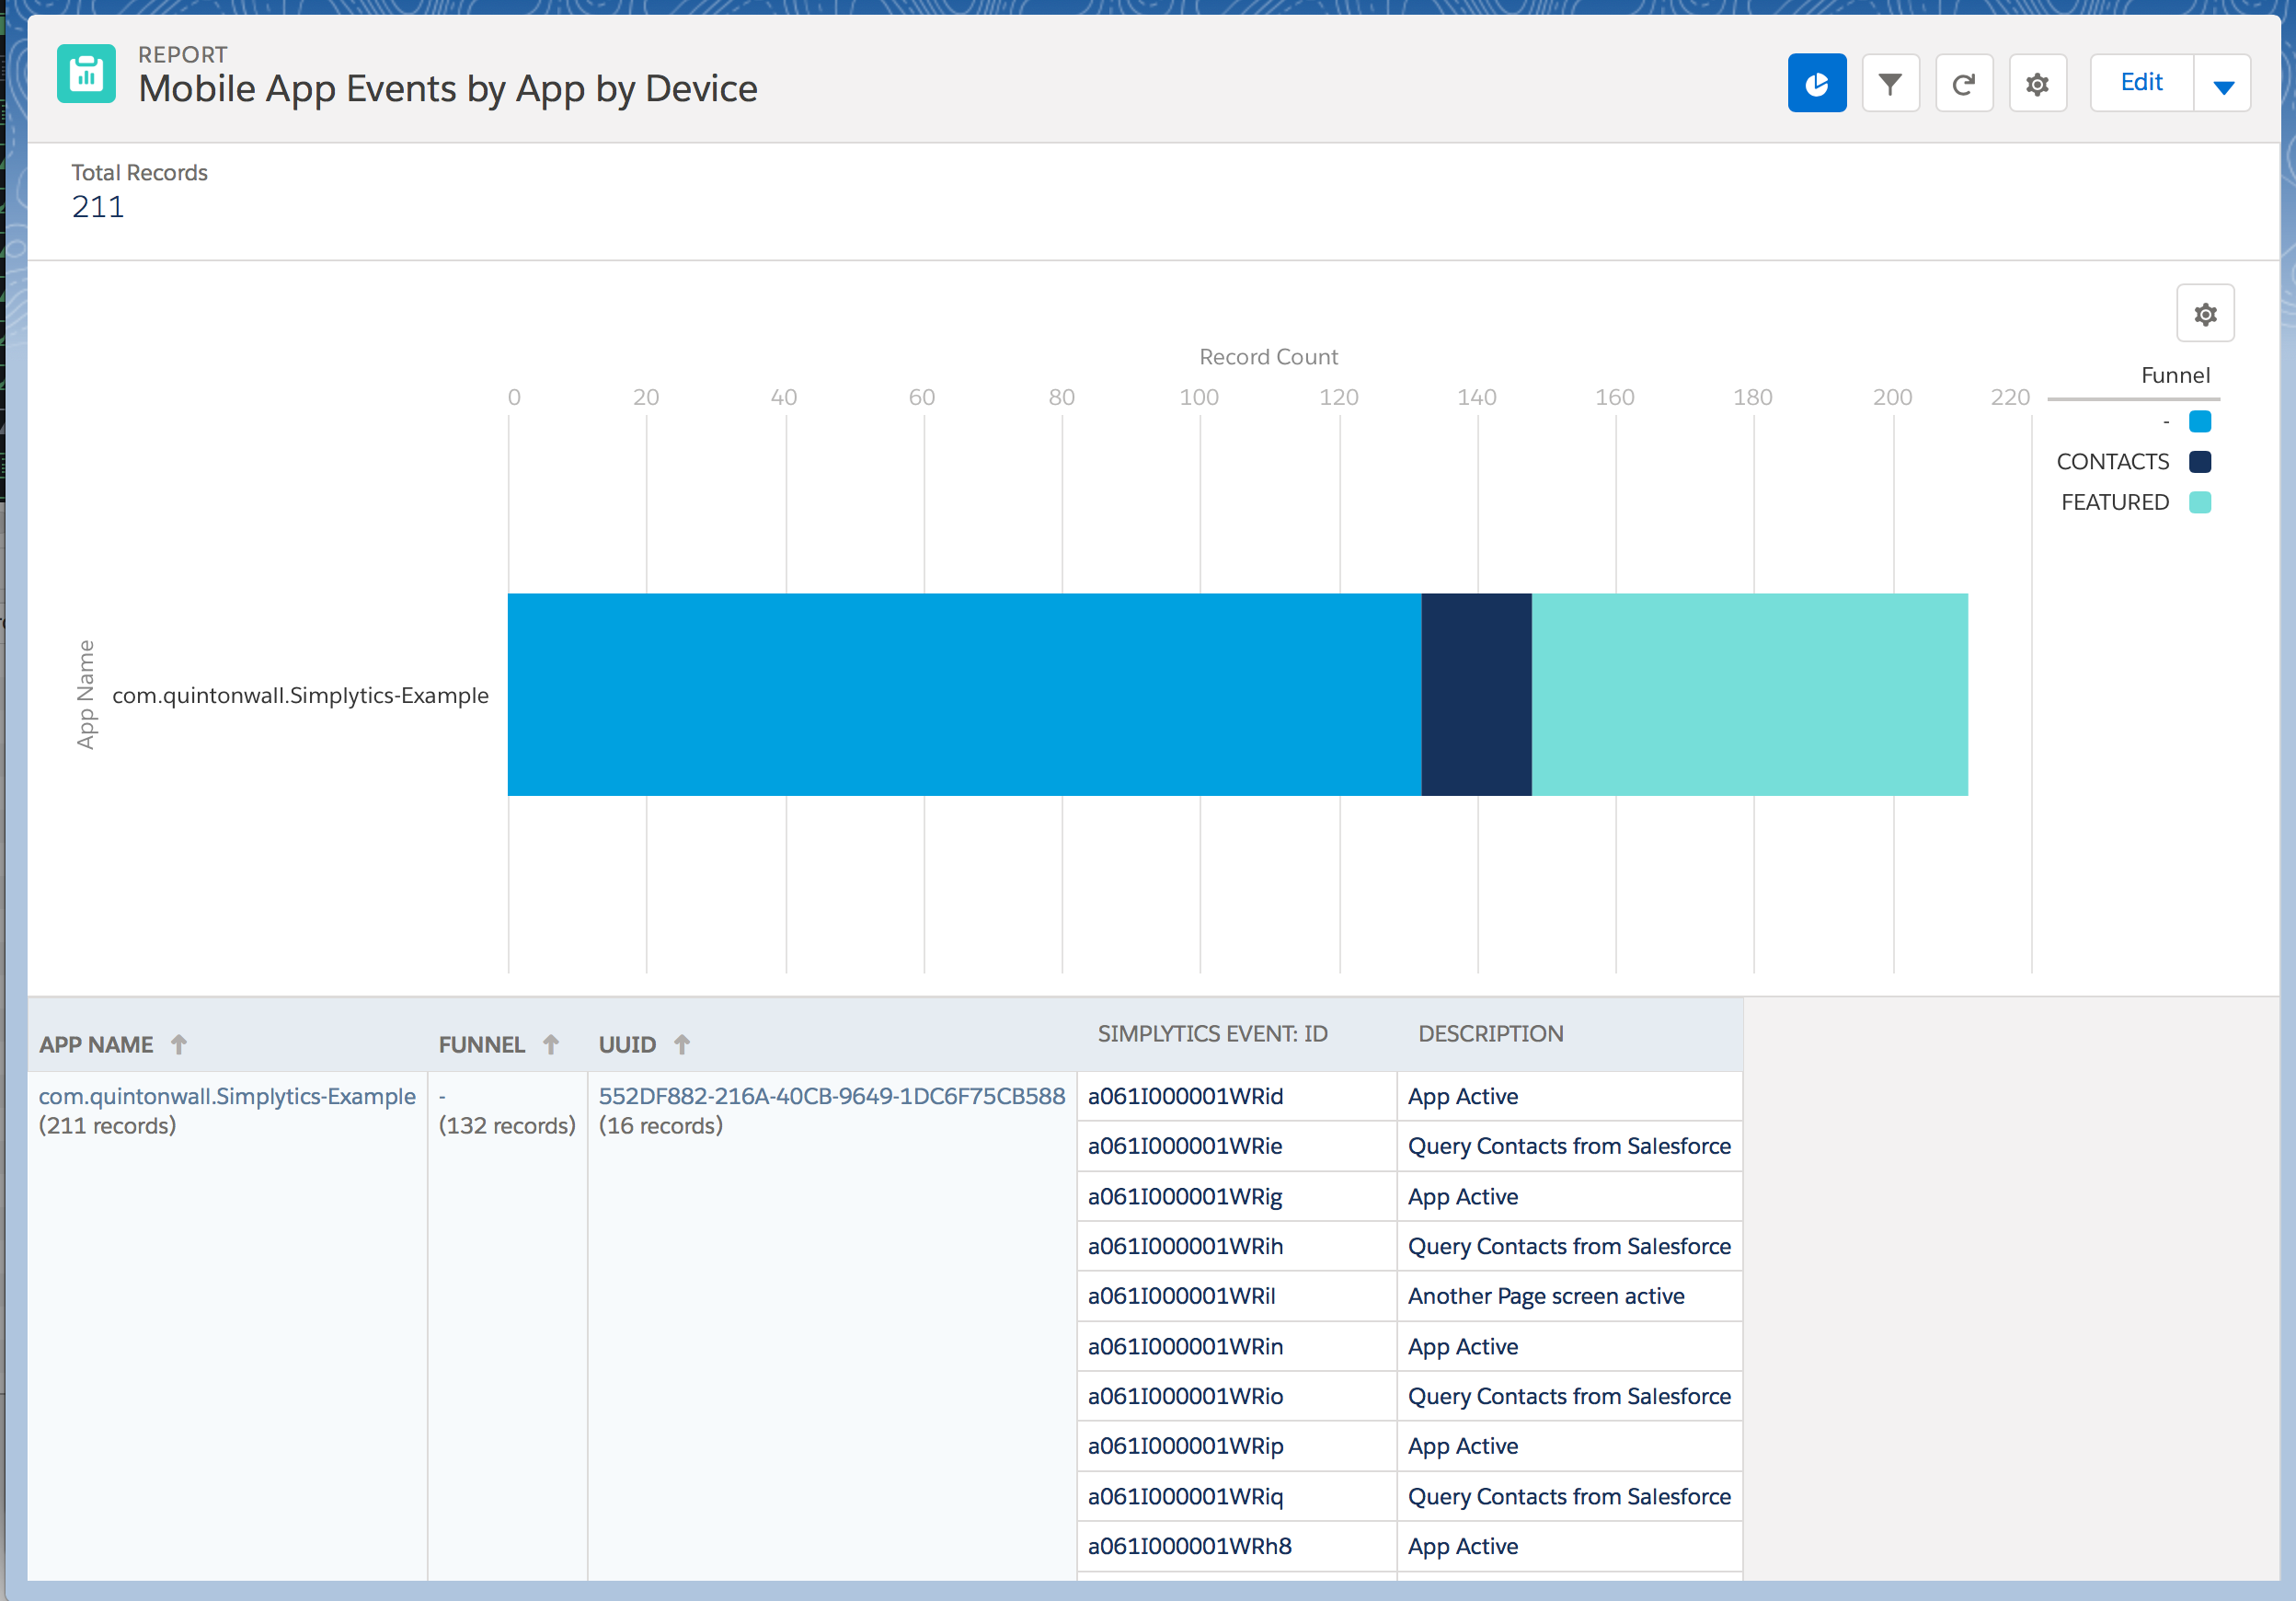 REPORT
Mobile App Events by App by Device
Edit
Total Records
211
Record Count
0 20 40 60 80 100 120 140 160 180 200 220
Funnel
-
CONTACTS
FEATURED
App Name
com.quintonwall.Simplytics-Example
APP NAME FUNNEL UUID SIMPLYTICS EVENT: ID DESCRIPTION
com.quintonwall.Simplytics-Example - 552DF882-216A-40CB-9649-1DC6F75CB588 a061I000001WRid App Active
(211 records) (132 records) (16 records)
a061I000001WRie Query Contacts from Salesforce
a061I000001WRig App Active
a061I000001WRih Query Contacts from Salesforce
a061I000001WRil Another Page screen active
a061I000001WRin App Active
a061I000001WRio Query Contacts from Salesforce
a061I000001WRip App Active
a061I000001WRiq Query Contacts from Salesforce
a061I000001WRh8 App Active